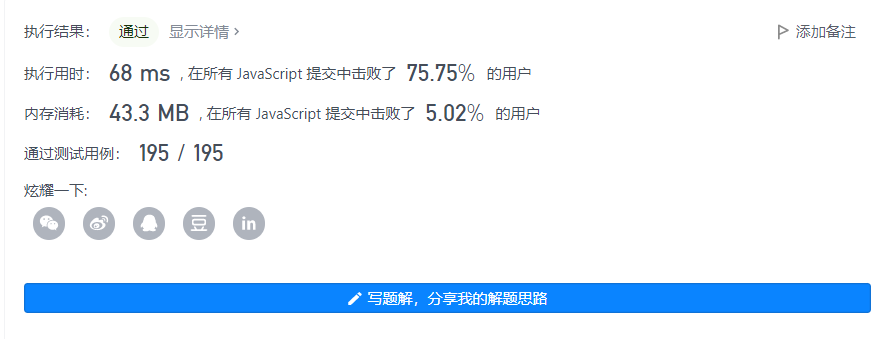 执行结果： 通过 显示详情 > 添加备注
执行用时： 68 ms , 在所有 JavaScript 提交中击败了 75.75% 的用户
内存消耗： 43.3 MB , 在所有 JavaScript 提交中击败了 5.02% 的用户
通过测试用例： 195 / 195
炫耀一下:
豆 in
写题解，分享我的解题思路